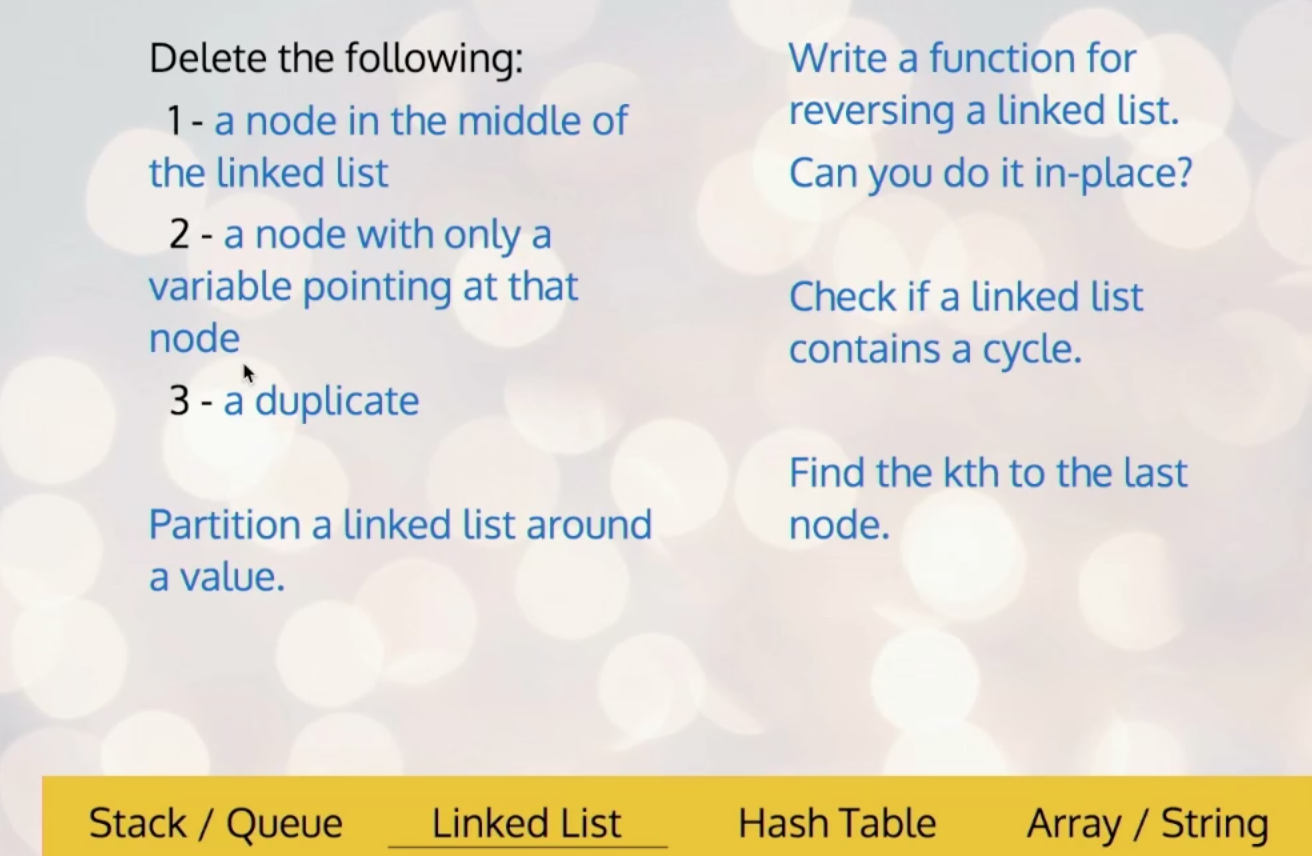 Delete the following:
1 - a node in the middle of
the linked list
2 - a node with only a
variable pointing at that
node
3 - a duplicate
Partition a linked list around
a value.
Write a function for
reversing a linked list.
Can you do it in-place?
Check if a linked list
contains a cycle.
Find the kth to the last
node.
Stack / Queue
Linked List
Hash Table
Array / String